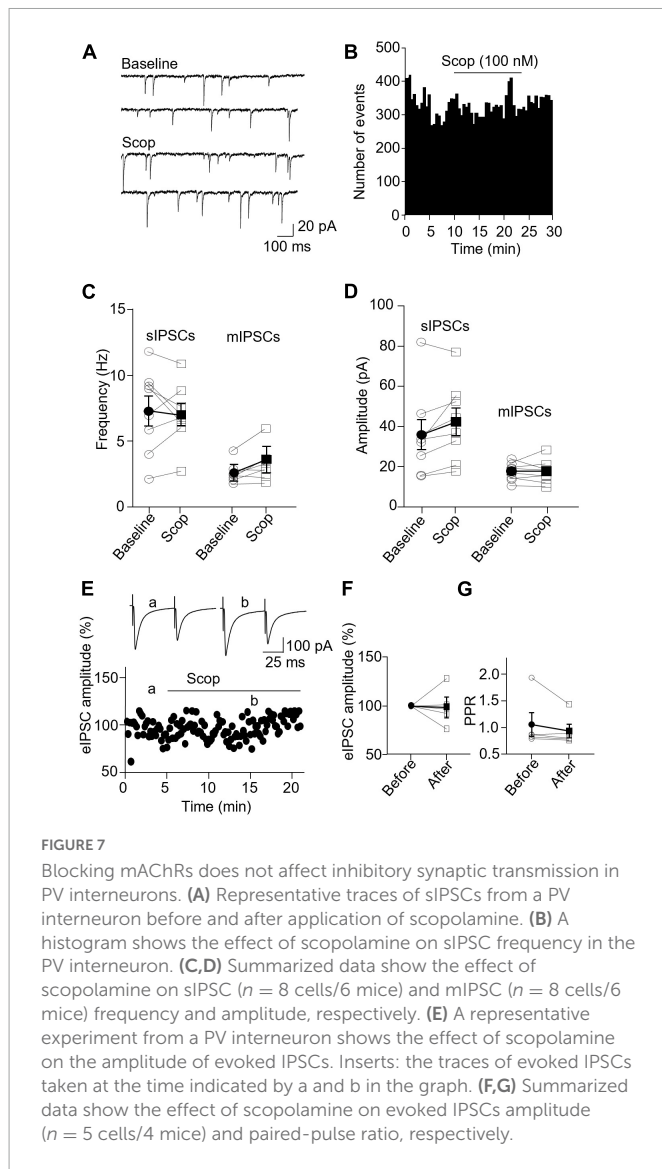 A
Baseline
Scop
20 pA
100 ms
B
Scop (100 nM)
Number of events
500
400
300
200
100
0
0 5 10 15 20 25 30
Time (min)
C
Frequency (Hz)
15
10
5
0
sIPSCs
mIPSCs
Baseline Scop Baseline Scop
D
Amplitude (pA)
100
80
60
40
20
0
sIPSCs
mIPSCs
Baseline Scop Baseline Scop
E
a b
100 pA
25 ms
eIPSC amplitude (%)
150
100
50
Scop
a b
0 5 10 15 20
Time (min)
F
eIPSC amplitude (%)
150
100
50
Before After
G
PPR
2.0
1.5
1.0
0.5
Before After
FIGURE 7
Blocking mAChRs does not affect inhibitory synaptic transmission in
PV interneurons. (A) Representative traces of sIPSCs from a PV
interneuron before and after application of scopolamine. (B) A
histogram shows the effect of scopolamine on sIPSC frequency in the
PV interneuron. (C,D) Summarized data show the effect of
scopolamine on sIPSC (n = 8 cells/6 mice) and mIPSC (n = 8 cells/6
mice) frequency and amplitude, respectively. (E) A representative
experiment from a PV interneuron shows the effect of scopolamine
on the amplitude of evoked IPSCs. Inserts: the traces of evoked IPSCs
taken at the time indicated by a and b in the graph. (F,G) Summarized
data show the effect of scopolamine on evoked IPSCs amplitude
(n = 5 cells/4 mice) and paired-pulse ratio, respectively.